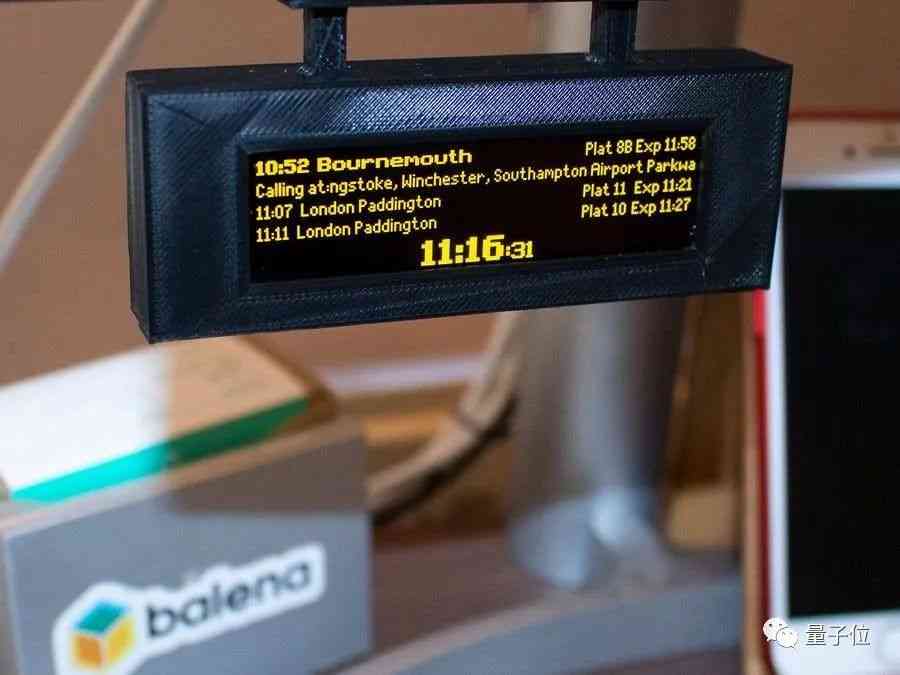 10:52 Bournemouth Plat 8B Exp 11:58
Calling at:ngstoke, Winchester, Southampton Airport Parkwa
11:07 London Paddington Plat 11 Exp 11:21
11:11 London Paddington Plat 10 Exp 11:27
11:16:31
balena
量子位